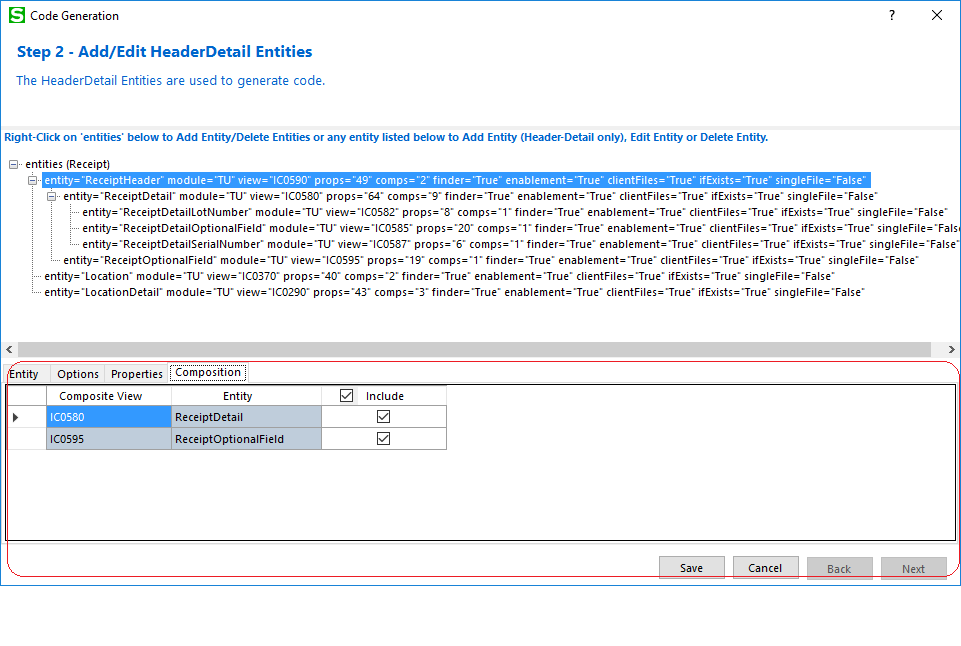 S Code Generation ?
Step 2 - Add/Edit HeaderDetail Entities
The HeaderDetail Entities are used to generate code.
Right-Click on 'entities' below to Add Entity/Delete Entities or any entity listed below to Add Entity (Header-Detail only), Edit Entity or Delete Entity.
entities (Receipt)
entity="ReceiptHeader" module="TU" view="IC0590" props="49" comps="2" finder="True" enablement="True" clientFiles="True" ifExists="True" singleFile="False"
entity="ReceiptDetail" module="TU" view="IC0580" props="64" comps="9" finder="True" enablement="True" clientFiles="True" ifExists="True" singleFile="False"
entity="ReceiptDetailLotNumber" module="TU" view="IC0582" props="8" comps="1" finder="True" enablement="True" clientFiles="True" ifExists="True" singleFile="False"
entity="ReceiptDetailOptionalField" module="TU" view="IC0585" props="20" comps="1" finder="True" enablement="True" clientFiles="True" ifExists="True" singleFile="Fals
entity="ReceiptDetailSerialNumber" module="TU" view="IC0587" props="6" comps="1" finder="True" enablement="True" clientFiles="True" ifExists="True" singleFile="False"
entity="ReceiptOptionalField" module="TU" view="IC0595" props="19" comps="1" finder="True" enablement="True" clientFiles="True" ifExists="True" singleFile="False"
entity="Location" module="TU" view="IC0370" props="40" comps="2" finder="True" enablement="True" clientFiles="True" ifExists="True" singleFile="False"
entity="LocationDetail" module="TU" view="IC0290" props="43" comps="3" finder="True" enablement="True" clientFiles="True" ifExists="True" singleFile="False"
Entity Options Properties Composition
Composite View Entity Include
IC0580 ReceiptDetail
IC0595 ReceiptOptionalField
Save Cancel Back Next